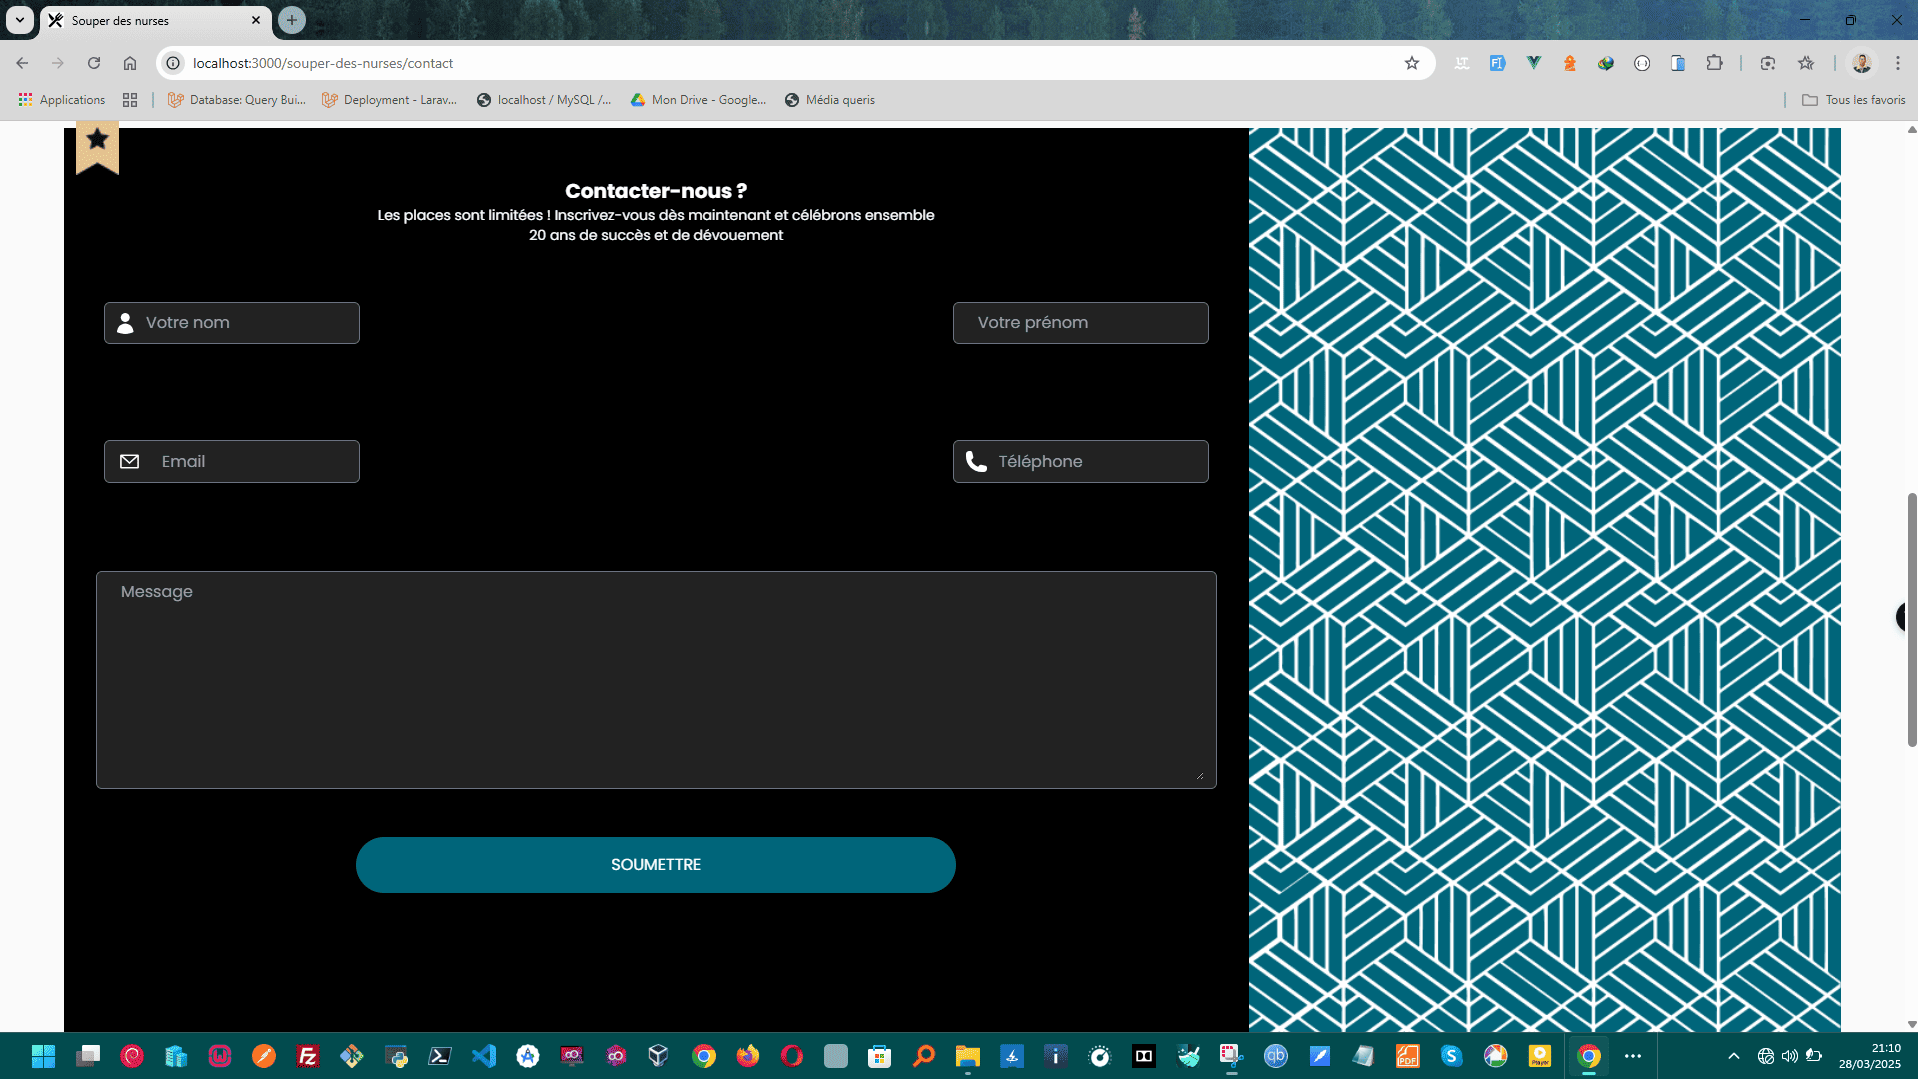 Souper des nurses
localhost:3000/souper-des-nurses/contact
Applications
Database: Query Bui...
Deployment - Larav...
localhost / MySQL /...
Mon Drive - Google...
Média queris
Tous les favoris
Contacter-nous ?
Les places sont limitées ! Inscrivez-vous dès maintenant et célébrons ensemble
20 ans de succès et de dévouement
Votre nom
Votre prénom
Email
Téléphone
Message
SOUMETTRE
21:10
28/03/2025